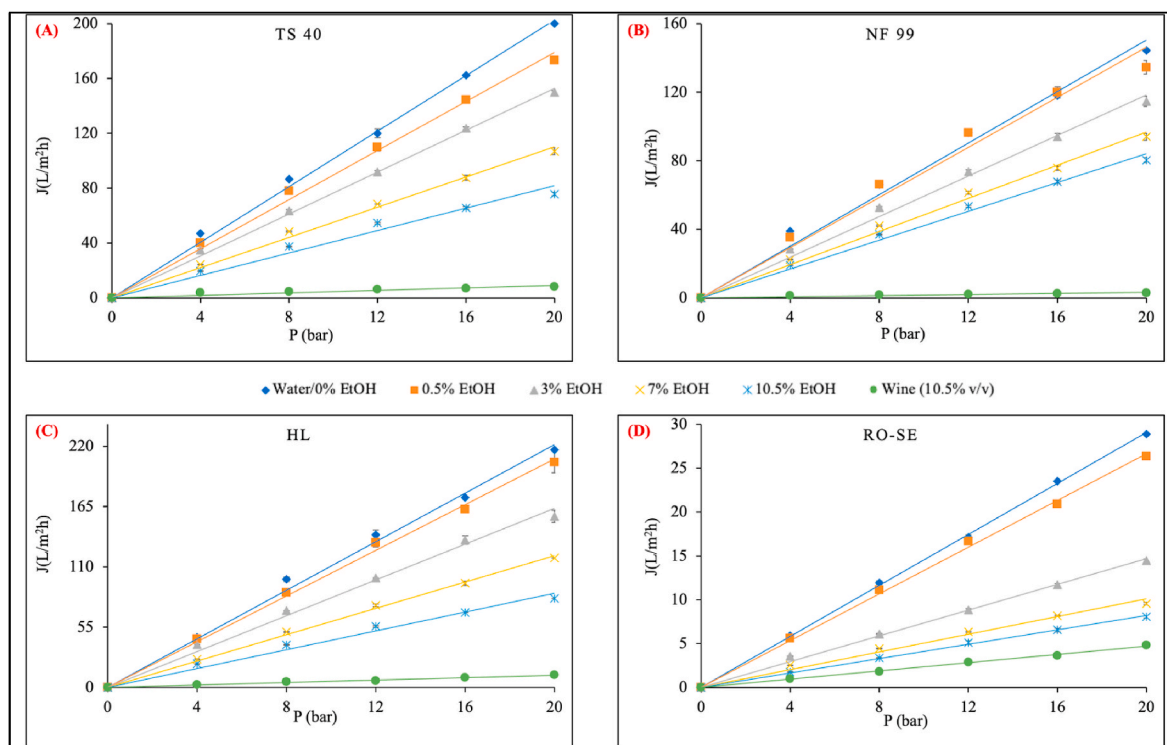 (A)
TS 40
J(L/m²h)
200
160
120
80
40
0
0 4 8 12 16 20
P (bar)
(B)
NF 99
J(L/m²h)
160
120
80
40
0
0 4 8 12 16 20
P (bar)
Water/0% EtOH 0.5% EtOH 3% EtOH 7% EtOH 10.5% EtOH Wine (10.5% v/v)
(C)
HL
J(L/m²h)
220
165
110
55
0
0 4 8 12 16 20
P (bar)
(D)
RO-SE
J(L/m²h)
30
25
20
15
10
5
0
0 4 8 12 16 20
P (bar)